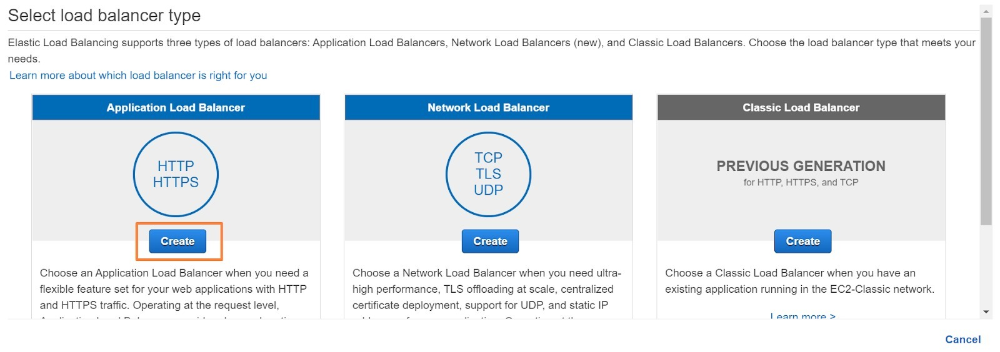 Select load balancer type
Elastic Load Balancing supports three types of load balancers: Application Load Balancers, Network Load Balancers (new), and Classic Load Balancers. Choose the load balancer type that meets your
needs.
Learn more about which load balancer is right for you
Application Load Balancer
HTTP
HTTPS
Create
Choose an Application Load Balancer when you need a
flexible feature set for your web applications with HTTP
and HTTPS traffic. Operating at the request level,
Network Load Balancer
TCP
TLS
UDP
Create
Choose a Network Load Balancer when you need ultra-
high performance, TLS offloading at scale, centralized
certificate deployment, support for UDP, and static IP
Classic Load Balancer
PREVIOUS GENERATION
for HTTP, HTTPS, and TCP
Create
Choose a Classic Load Balancer when you have an
existing application running in the EC2-Classic network.
Learn more >
Cancel